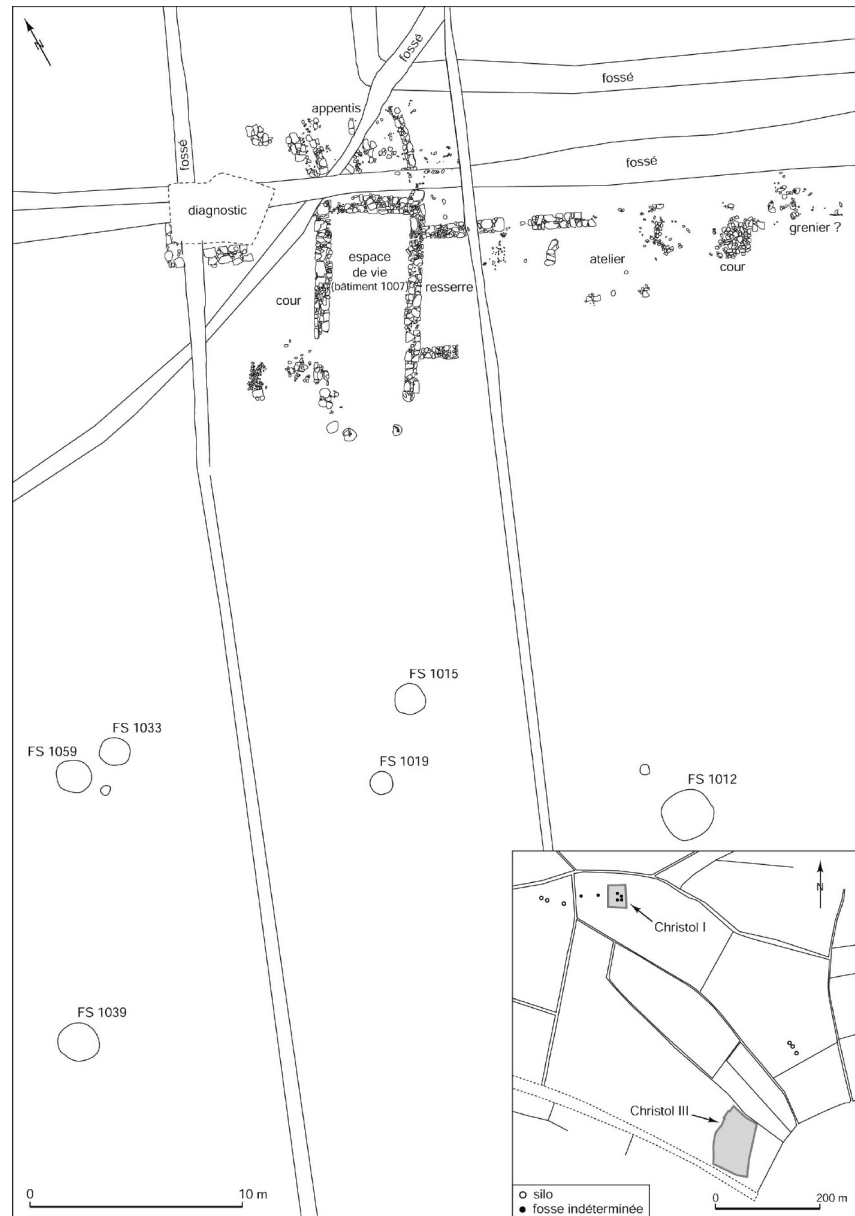 N
fossé
fossé
appentis
fossé
fossé
diagnostic
grenier ?
espace
de vie
(bâtiment 1007)
resserre
atelier
cour
cour
FS 1015
FS 1033
FS 1059
FS 1019
FS 1012
N
Christol I
FS 1039
Christol III
silo
fosse indéterminée
0
10 m
0
200 m